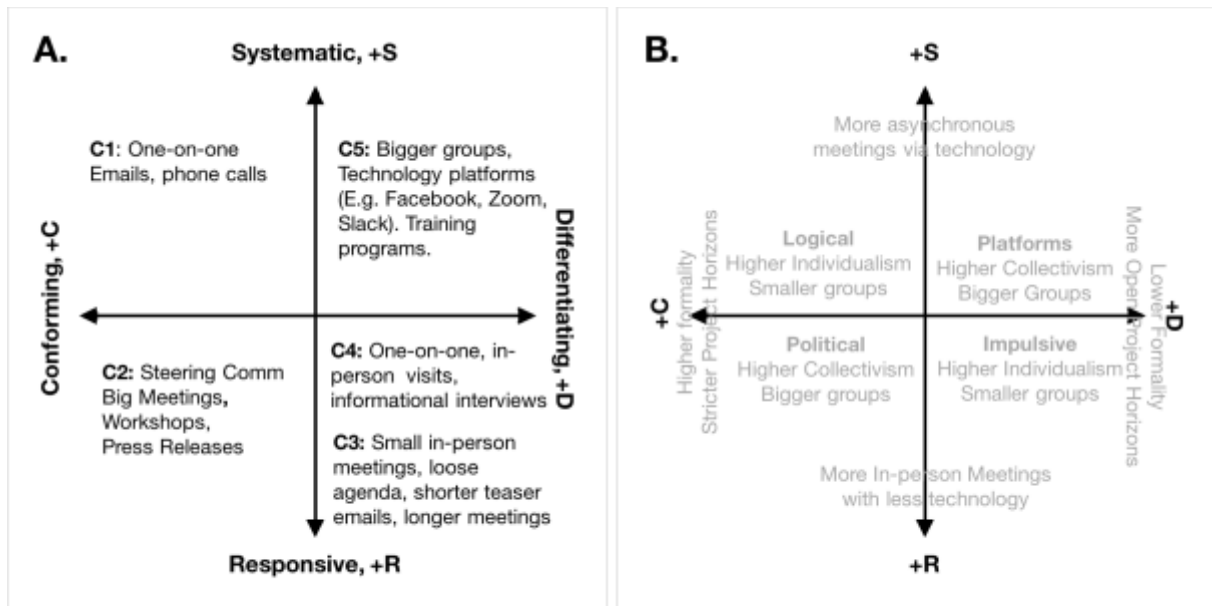 A.
Systematic, +S
C1: One-on-one
Emails, phone calls
C5: Bigger groups,
Technology platforms
(E.g. Facebook, Zoom,
Slack). Training
programs.
Conforming, +C
Differentiating, +D
C2: Steering Comm
Big Meetings,
Workshops,
Press Releases
C4: One-on-one, in-
person visits,
informational interviews
C3: Small in-person
meetings, loose
agenda, shorter teaser
emails, longer meetings
Responsive, +R
B.
+S
More asynchronous
meetings via technology
Logical
Higher Individualism
Smaller groups
Platforms
Higher Collectivism
Bigger Groups
+C
Higher formality
Stricter Project Horizons
More Open Project Horizons
Lower Formality
+D
Political
Higher Collectivism
Bigger groups
Impulsive
Higher Individualism
Smaller groups
More In-person Meetings
with less technology
+R